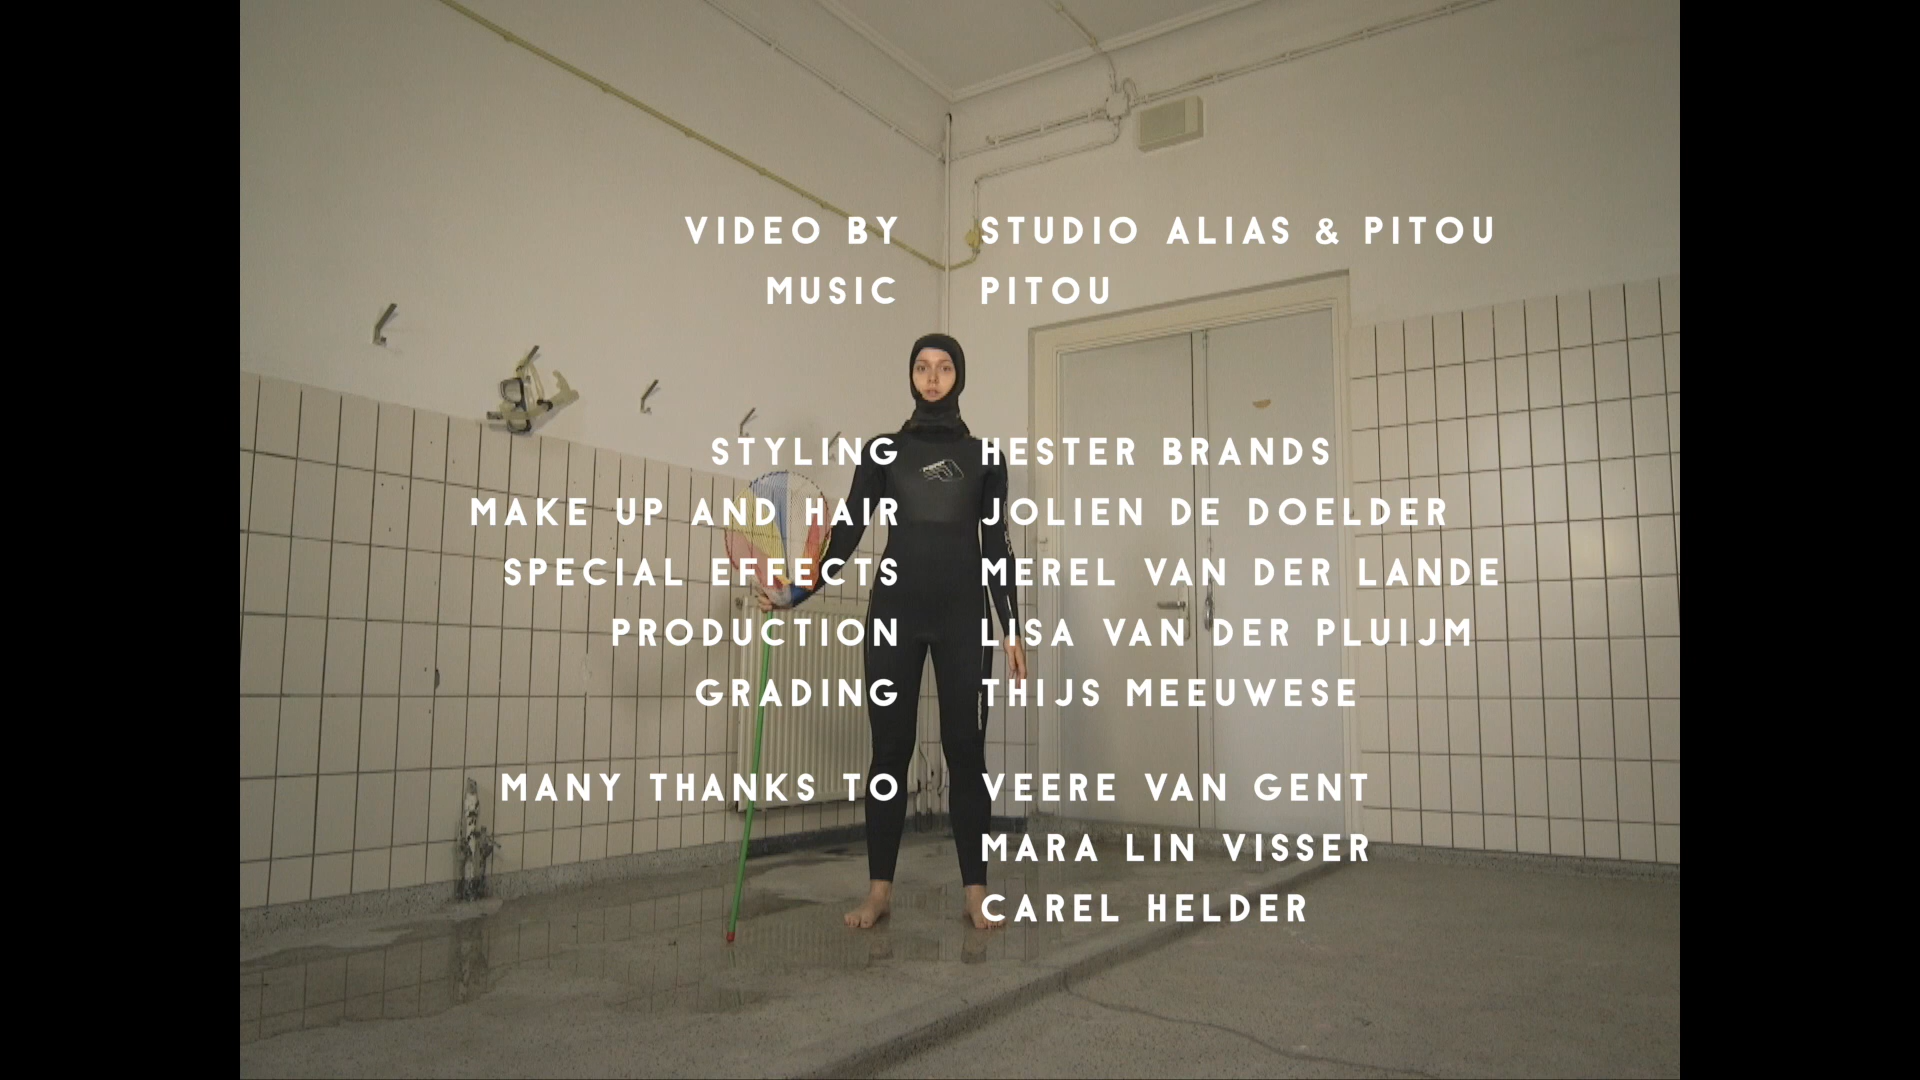 VIDEO BY STUDIO ALIAS & PITOU
MUSIC PITOU
STYLING HESTER BRANDS
MAKE UP AND HAIR JOLIEN DE DOELDER
SPECIAL EFFECTS MEREL VAN DER LANDE
PRODUCTION LISA VAN DER PLUIJM
GRADING THIJS MEEUWESE
MANY THANKS TO VEERE VAN GENT
MARA LIN VISSER
CAREL HELDER